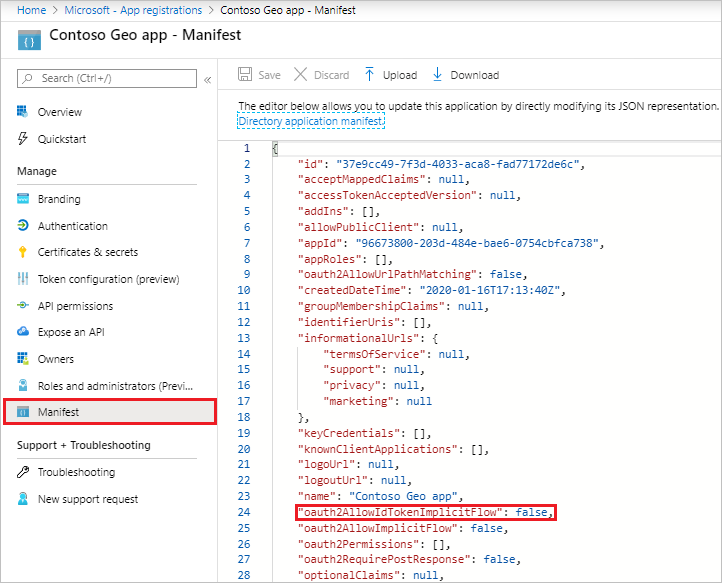 Home > Microsoft - App registrations > Contoso Geo app - Manifest
Contoso Geo app - Manifest
Search (Ctrl+/)
«
Overview
Quickstart
Manage
Branding
Authentication
Certificates & secrets
Token configuration (preview)
API permissions
Expose an API
Owners
Roles and administrators (Previ...
Manifest
Support + Troubleshooting
Troubleshooting
New support request
Save Discard Upload Download
The editor below allows you to update this application by directly modifying its JSON representation.
Directory application manifest.
1 {
2 "id": "37e9cc49-7f3d-4033-aca8-fad77172de6c",
3 "acceptMappedClaims": null,
4 "accessTokenAcceptedVersion": null,
5 "addIns": [],
6 "allowPublicClient": null,
7 "appId": "96673800-203d-484e-bae6-0754cbfca738",
8 "appRoles": [],
9 "oauth2AllowUrlPathMatching": false,
10 "createdDateTime": "2020-01-16T17:13:40Z",
11 "groupMembershipClaims": null,
12 "identifierUris": [],
13 "informationalUrls": {
14 "termsOfService": null,
15 "support": null,
16 "privacy": null,
17 "marketing": null
18 },
19 "keyCredentials": [],
20 "knownClientApplications": [],
21 "logoUrl": null,
22 "logoutUrl": null,
23 "name": "Contoso Geo app",
24 "oauth2AllowIdTokenImplicitFlow": false,
25 "oauth2AllowImplicitFlow": false,
26 "oauth2Permissions": [],
27 "oauth2RequirePostResponse": false,
28 "optionalClaims": null,